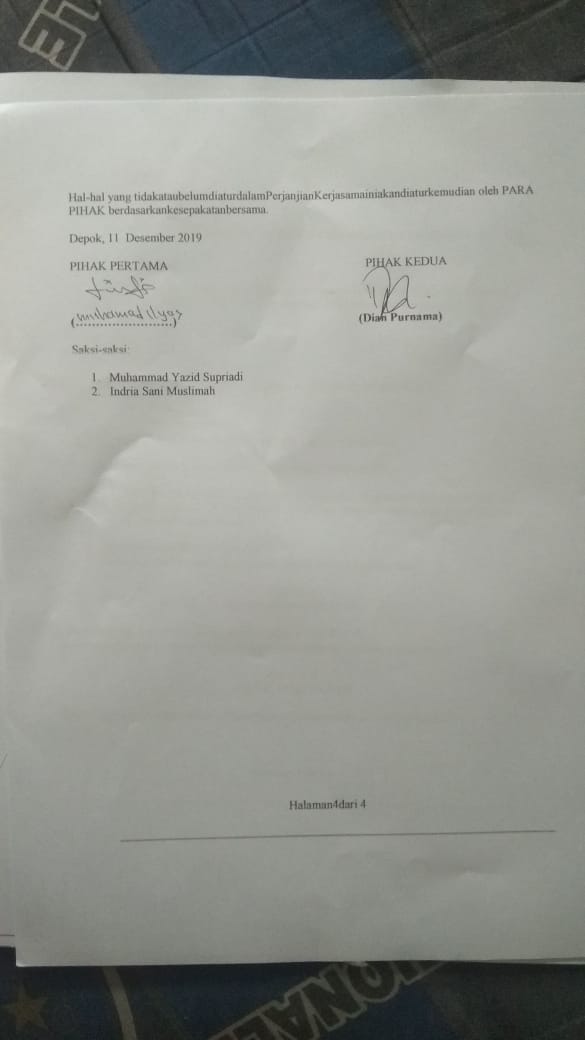 Hal-hal yang tidakataubelumdiaturdalamPerjanjianKerjasamainiakandiaturkemudian oleh PARA
PIHAK berdasarkankesepakatanbersama.
Depok, 11 Desember 2019
PIHAK PERTAMA
PIHAK KEDUA
(muhamad ilyas)
(Dian Purnama)
Saksi-saksi:
1. Muhammad Yazid Supriadi
2. Indria Sani Muslimah
Halaman4dari 4